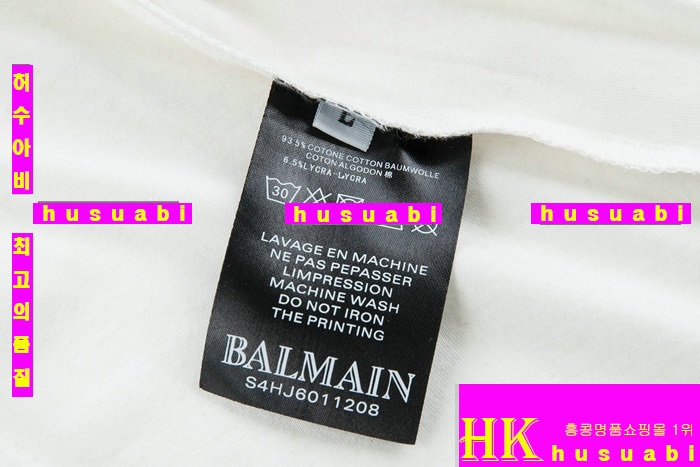 허
수
아
비
husuabi
husuabi
husuabi
최
고
의
품
질
L
93.5% COTONE COTTON BAUMWOLLE
COTON ALGODON 棉
6.5%LYCRA-LYCRA
30
LAVAGE EN MACHINE
NE PAS PEPASSER
LIMPRESSION
MACHINE WASH
DO NOT IRON
THE PRINTING
BALMAIN
S4HJ6011208
HK 홍콩명품쇼핑몰 1위
husuabi